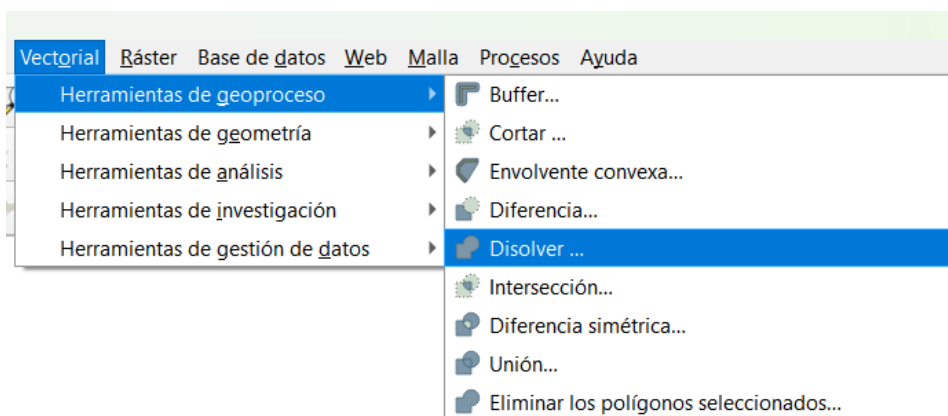 Vectorial Ráster Base de datos Web Malla Procesos Ayuda
Herramientas de geoproceso
Herramientas de geometría
Herramientas de análisis
Herramientas de investigación
Herramientas de gestión de datos
Buffer...
Cortar ...
Envolvente convexa...
Diferencia...
Disolver ...
Intersección...
Diferencia simétrica...
Unión...
Eliminar los polígonos seleccionados...